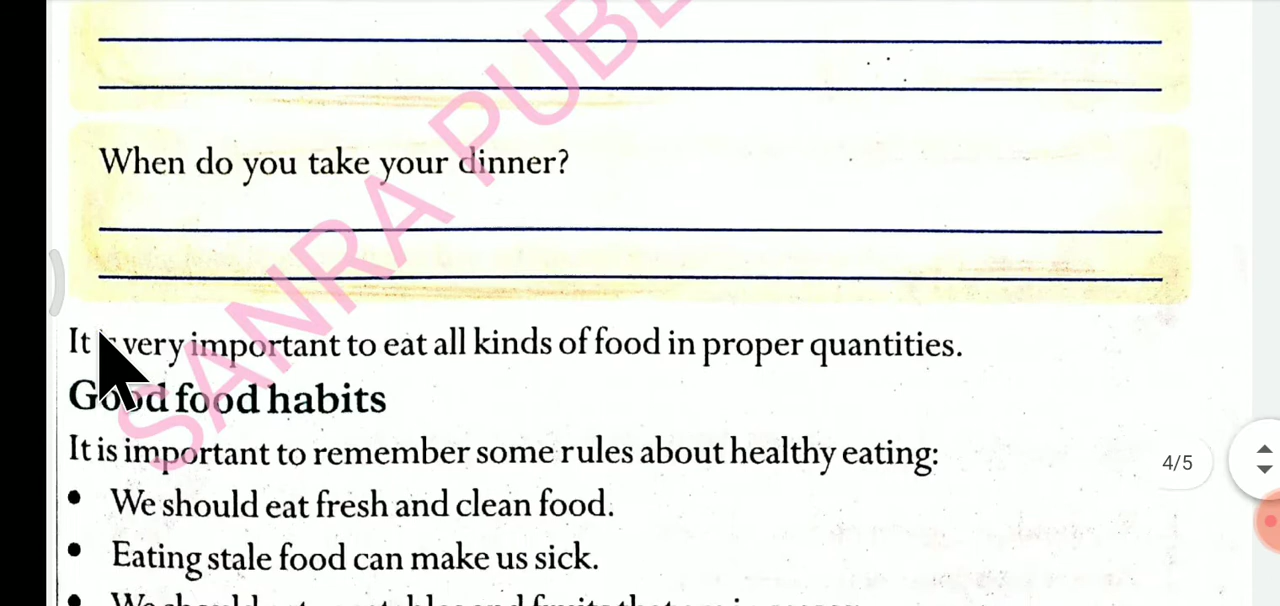 When do you take your dinner?
It is very important to eat all kinds of food in proper quantities.
Good food habits
It is important to remember some rules about healthy eating:
• We should eat fresh and clean food.
• Eating stale food can make us sick.
4/5
SANRA PUB